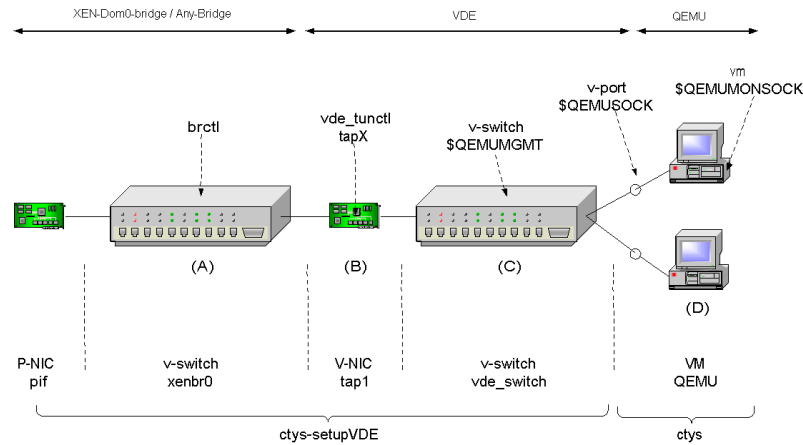 XEN-Dom0-bridge / Any-Bridge
VDE
QEMU
vm
$QEMUMONSOCK
v-port
$QEMUSOCK
brctl
vde_tunctl
tapX
v-switch
$QEMUMGMT
(A)
(B)
(C)
(D)
P-NIC
pif
v-switch
xenbr0
V-NIC
tap1
v-switch
vde_switch
VM
QEMU
ctys-setupVDE
ctys